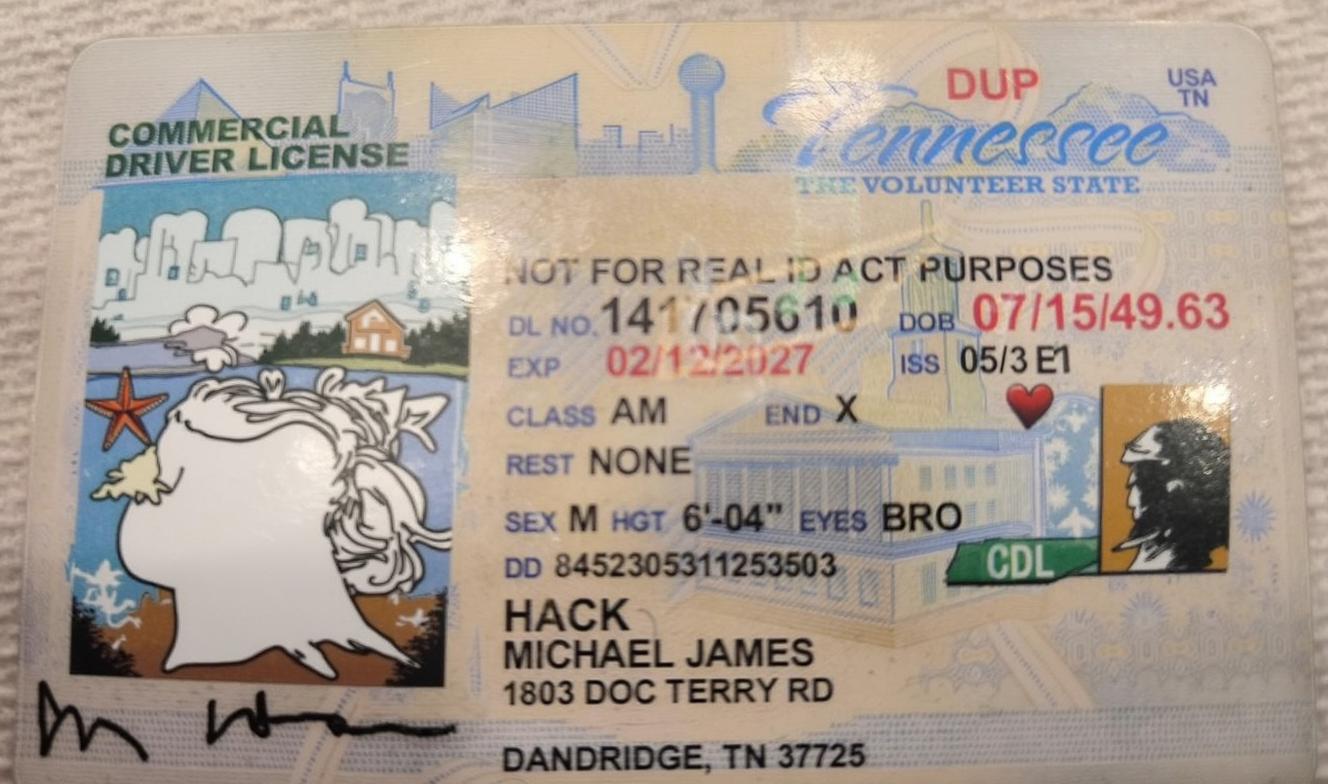 DUP
USA
TN
COMMERCIAL
DRIVER LICENSE
Tennessee
THE VOLUNTEER STATE
NOT FOR REAL ID ACT PURPOSES
DL NO. 141705610 DOB 07/15/49.63
EXP 02/12/2027 ISS 05/3 E1
CLASS AM END X
REST NONE
SEX M HGT 6'-04" EYES BRO
DD 8452305311253503
CDL
HACK
MICHAEL JAMES
1803 DOC TERRY RD
DANDRIDGE, TN 37725